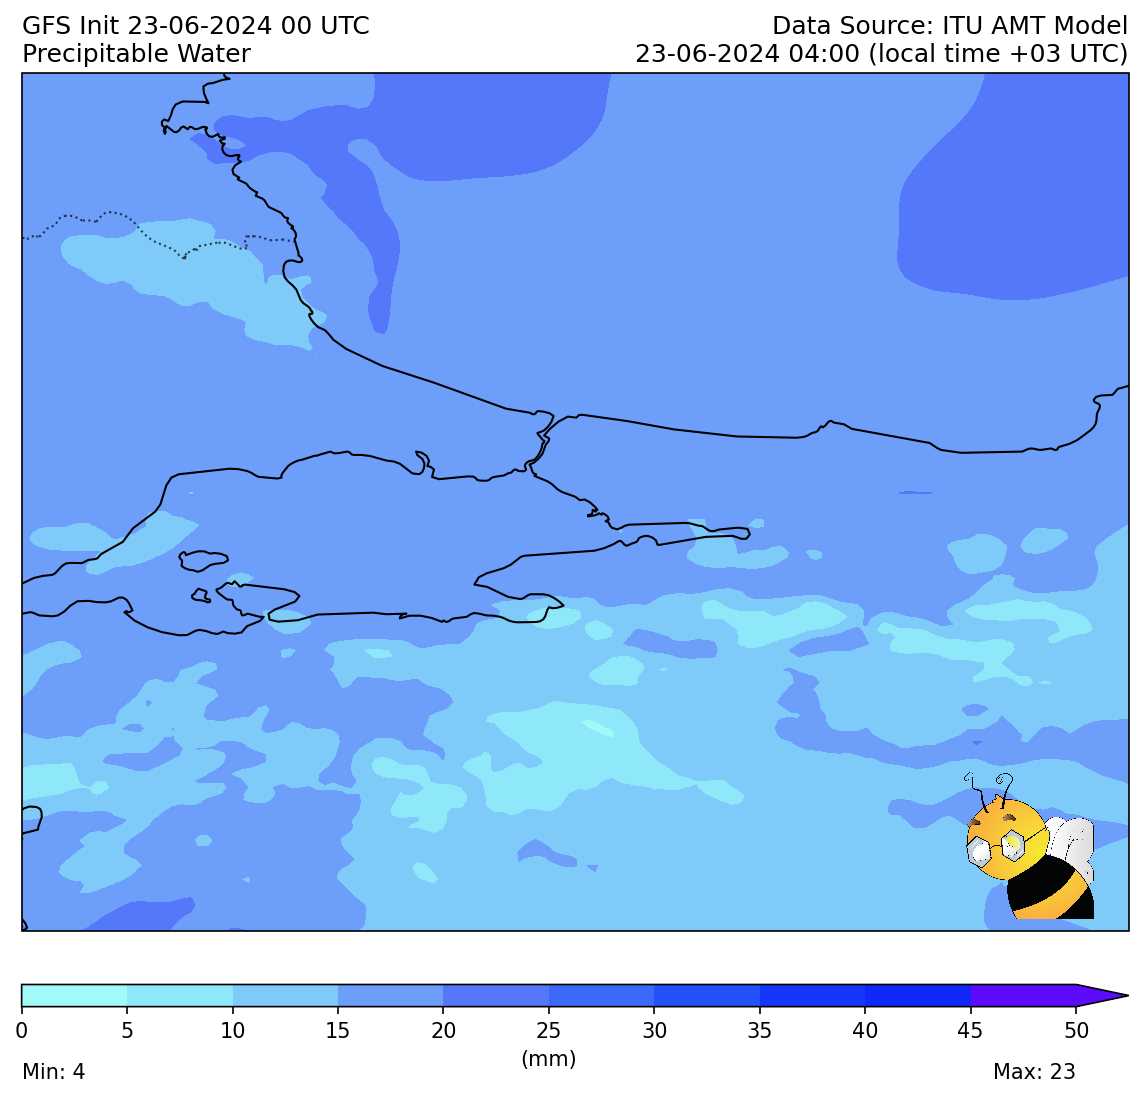 GFS Init 23-06-2024 00 UTC
Data Source: ITU AMT Model
Precipitable Water
23-06-2024 04:00 (local time +03 UTC)
0 5 10 15 20 25 30 35 40 45 50
(mm)
Min: 4
Max: 23